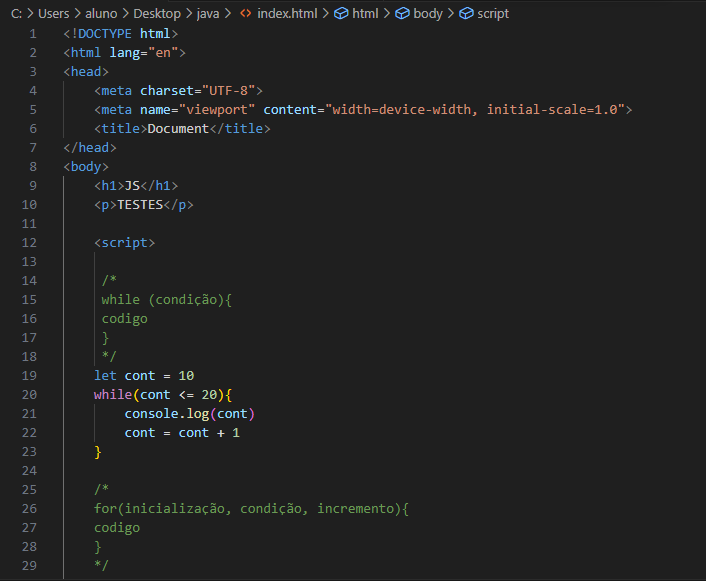 C: > Users > aluno > Desktop > java > <> index.html > html > body > script
1 <!DOCTYPE html>
2 <html lang="en">
3 <head>
4     <meta charset="UTF-8">
5     <meta name="viewport" content="width=device-width, initial-scale=1.0">
6     <title>Document</title>
7 </head>
8 <body>
9     <h1>JS</h1>
10     <p>TESTES</p>
11
12     <script>
13
14      /*
15      while (condição){
16      codigo
17      }
18      */
19     let cont = 10
20     while(cont <= 20){
21         console.log(cont)
22         cont = cont + 1
23     }
24
25     /*
26     for(inicialização, condição, incremento){
27     codigo
28     }
29     */